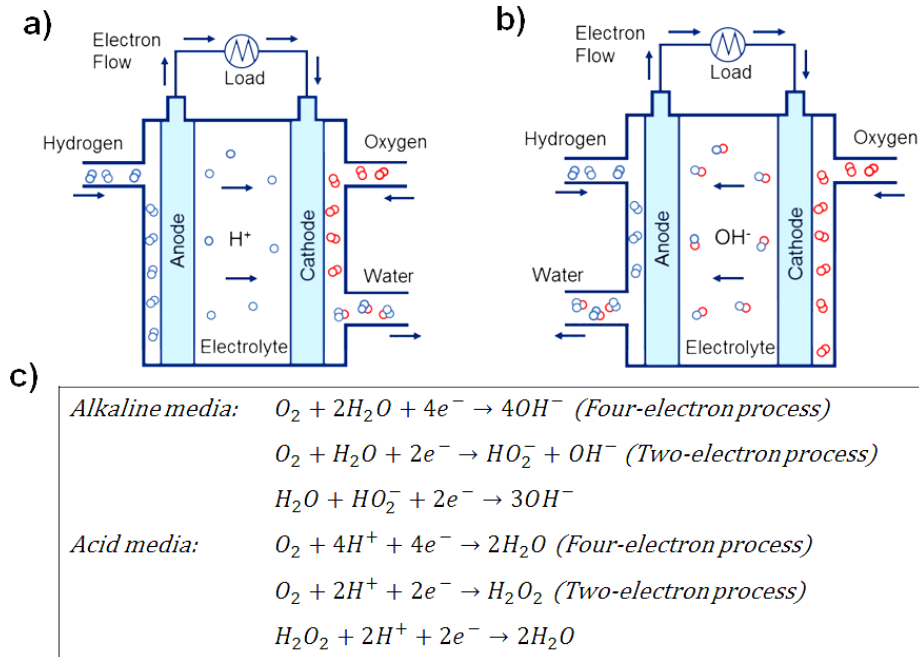 a)
Electron
Flow
Load
Hydrogen
Oxygen
Anode
H⁺
Cathode
Water
Electrolyte
b)
Electron
Flow
Load
Hydrogen
Oxygen
Anode
OH⁻
Cathode
Water
Electrolyte
c)
Alkaline media: O₂ + 2H₂O + 4e⁻ → 4OH⁻ (Four-electron process)
O₂ + H₂O + 2e⁻ → HO₂⁻ + OH⁻ (Two-electron process)
H₂O + HO₂⁻ + 2e⁻ → 3OH⁻
Acid media: O₂ + 4H⁺ + 4e⁻ → 2H₂O (Four-electron process)
O₂ + 2H⁺ + 2e⁻ → H₂O₂ (Two-electron process)
H₂O₂ + 2H⁺ + 2e⁻ → 2H₂O